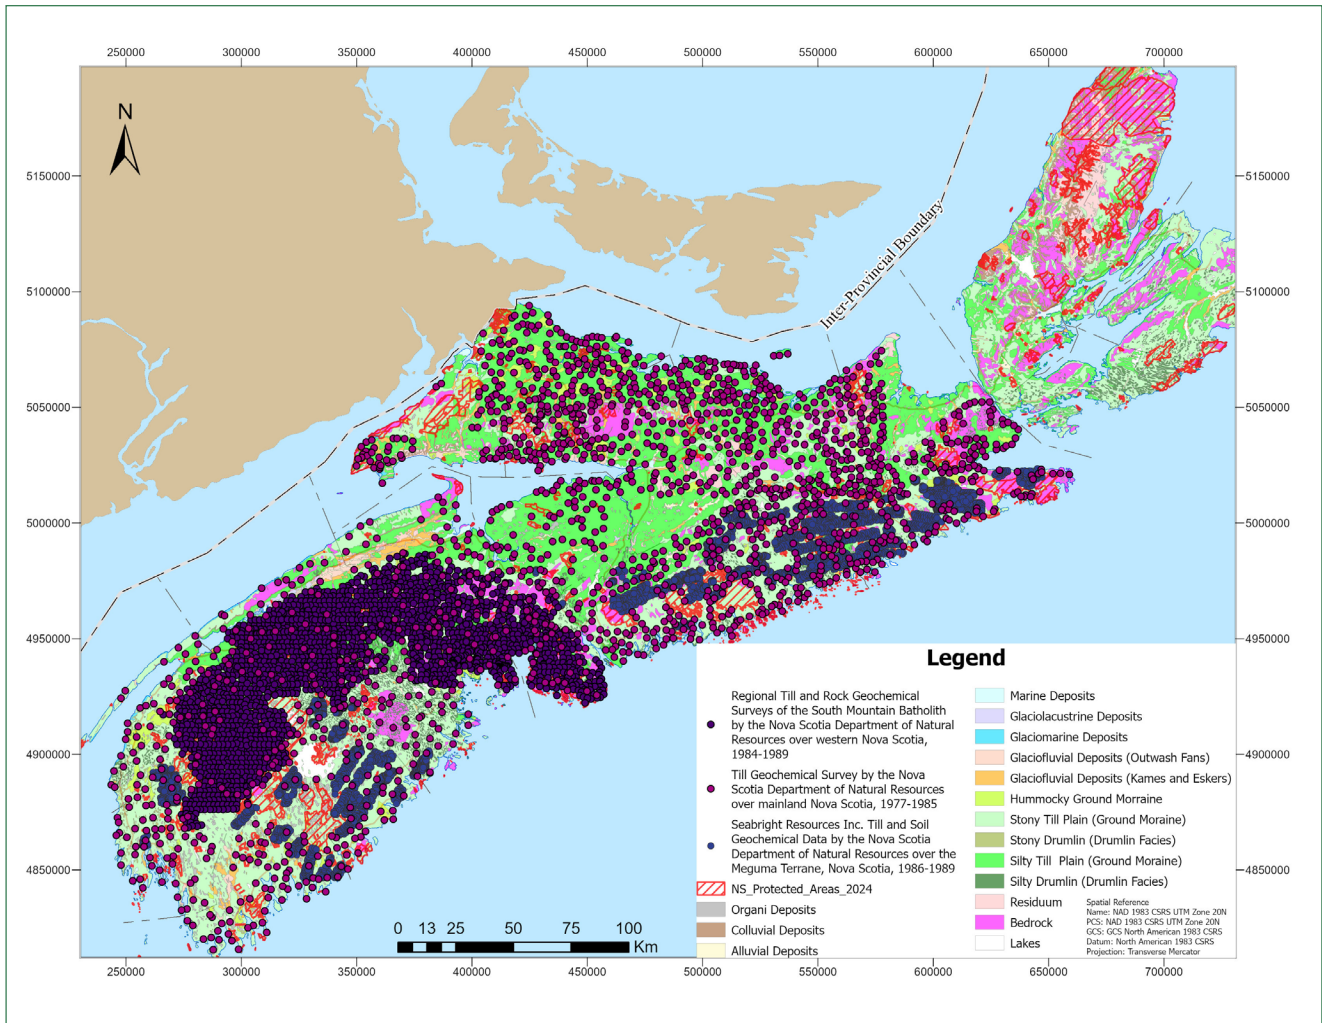 250000 300000 350000 400000 450000 500000 550000 600000 650000 700000
N
5150000 5150000
Inter-Provincial Boundary
5100000 5100000
5050000 5050000
5000000 5000000
4950000 4950000
4900000 4900000
4850000 4850000
Legend
Regional Till and Rock Geochemical
Surveys of the South Mountain Batholith
by the Nova Scotia Department of Natural
Resources over western Nova Scotia,
1984-1989
Till Geochemical Survey by the Nova
Scotia Department of Natural Resources
over mainland Nova Scotia, 1977-1985
Seabright Resources Inc. Till and Soil
Geochemical Data by the Nova Scotia
Department of Natural Resources over the
Meguma Terrane, Nova Scotia, 1986-1989
NS_Protected_Areas_2024
Organi Deposits
Colluvial Deposits
Alluvial Deposits
Marine Deposits
Glaciolacustrine Deposits
Glaciomarine Deposits
Glaciofluvial Deposits (Outwash Fans)
Glaciofluvial Deposits (Kames and Eskers)
Hummocky Ground Morraine
Stony Till Plain (Ground Moraine)
Stony Drumlin (Drumlin Facies)
Silty Till Plain (Ground Moraine)
Silty Drumlin (Drumlin Facies)
Residuum
Bedrock
Lakes
Spatial Reference
Name: NAD 1983 CSRS UTM Zone 20N
PCS: NAD 1983 CSRS UTM Zone 20N
GCS: GCS North American 1983 CSRS
Datum: North American 1983 CSRS
Projection: Transverse Mercator
0 13 25 50 75 100
Km
250000 300000 350000 400000 450000 500000 550000 600000 650000 700000